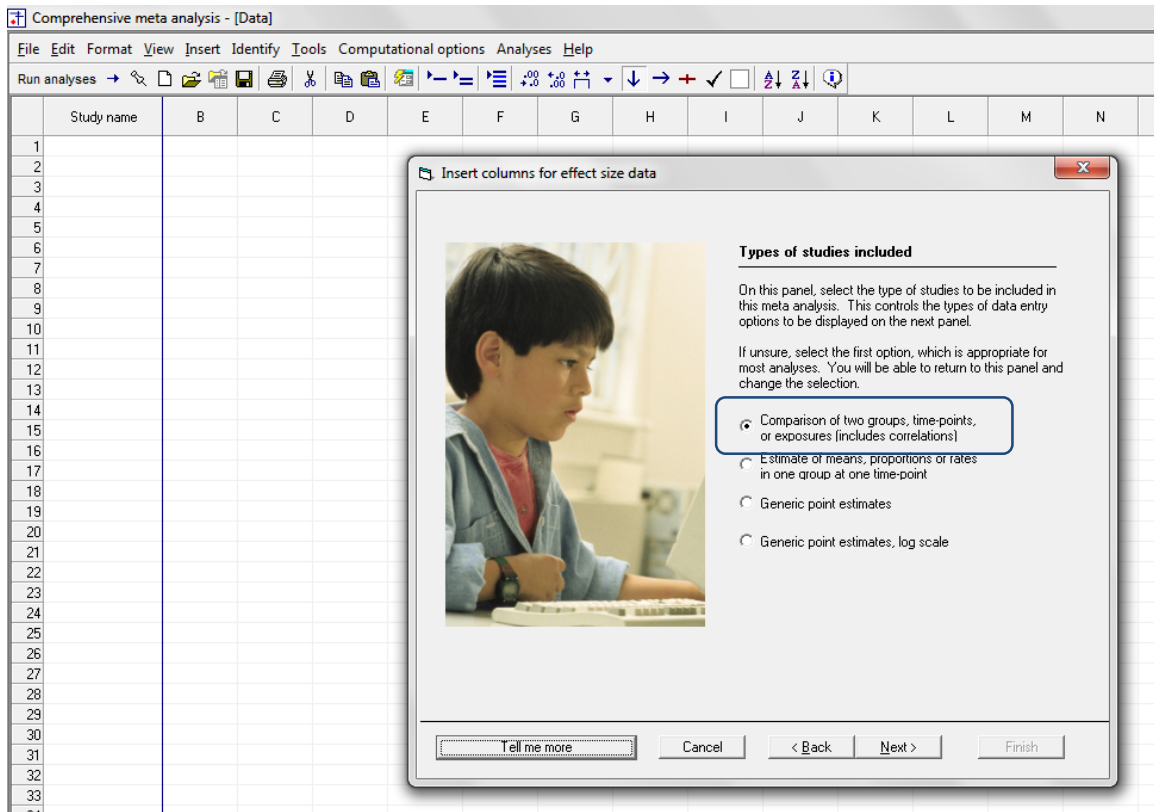 Comprehensive meta analysis - [Data]
File Edit Format View Insert Identify Tools Computational options Analyses Help
Run analyses
Study name B C D E F G H I J K L M N
1
2
3
4
5
6
7
8
9
10
11
12
13
14
15
16
17
18
19
20
21
22
23
24
25
26
27
28
29
30
31
32
33
Insert columns for effect size data
Types of studies included
On this panel, select the type of studies to be included in
this meta analysis. This controls the types of data entry
options to be displayed on the next panel.
If unsure, select the first option, which is appropriate for
most analyses. You will be able to return to this panel and
change the selection.
Comparison of two groups, time-points,
or exposures (includes correlations)
Estimate of means, proportions or rates
in one group at one time-point
Generic point estimates
Generic point estimates, log scale
Tell me more Cancel < Back Next > Finish